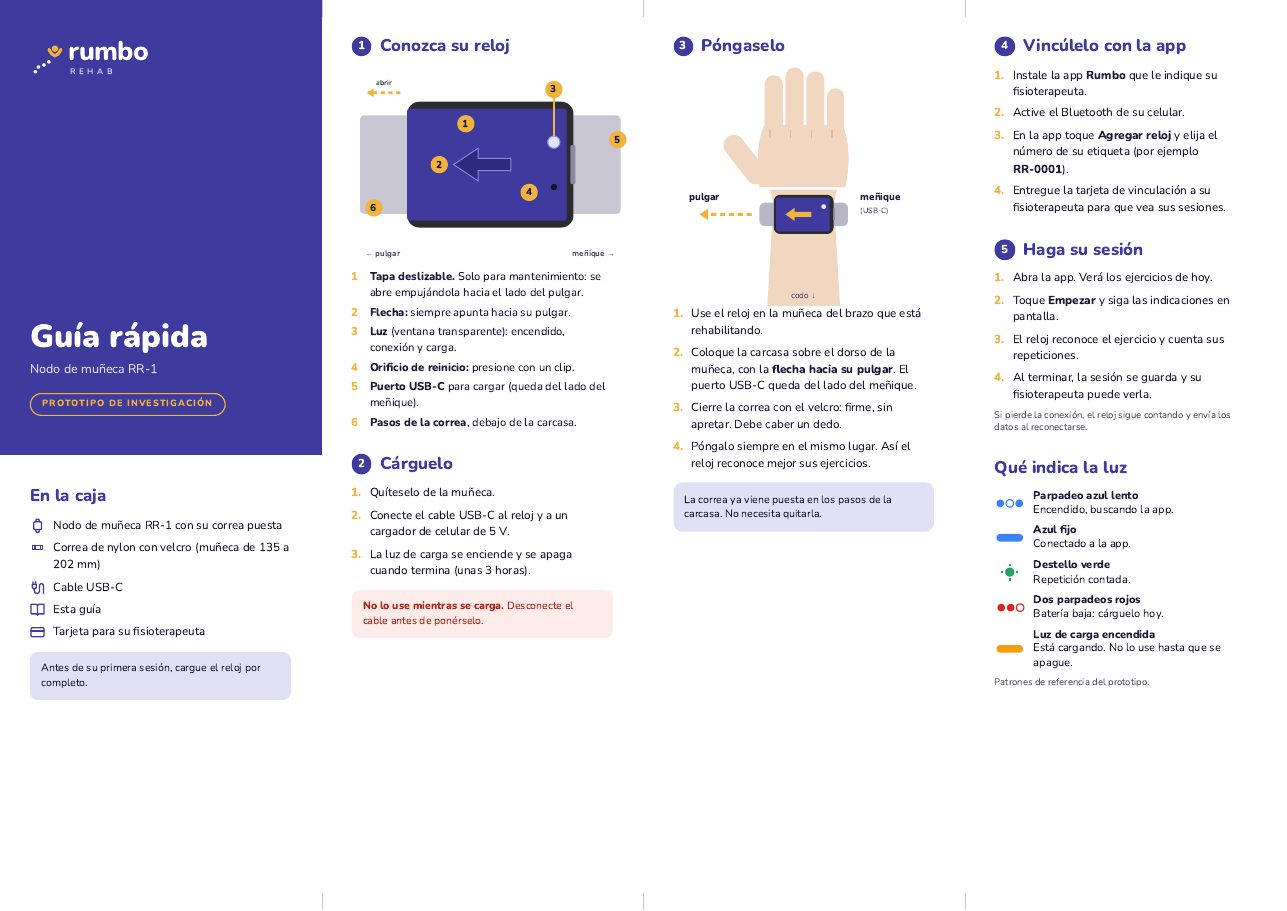 rumbo
REHAB
Guía rápida
Nodo de muñeca RR-1
PROTOTIPO DE INVESTIGACIÓN
En la caja
Nodo de muñeca RR-1 con su correa puesta
Correa de nylon con velcro (muñeca de 135 a
202 mm)
Cable USB-C
Esta guía
Tarjeta para su fisioterapeuta
Antes de su primera sesión, cargue el reloj por
completo.
1 Conozca su reloj
abrir
3
1
5
2
4
6
← pulgar
meñique →
1 Tapa deslizable. Solo para mantenimiento: se
abre empujándola hacia el lado del pulgar.
2 Flecha: siempre apunta hacia su pulgar.
3 Luz (ventana transparente): encendido,
conexión y carga.
4 Orificio de reinicio: presione con un clip.
5 Puerto USB-C para cargar (queda del lado del
meñique).
6 Pasos de la correa, debajo de la carcasa.
2 Cárguelo
1. Quíteselo de la muñeca.
2. Conecte el cable USB-C al reloj y a un
cargador de celular de 5 V.
3. La luz de carga se enciende y se apaga
cuando termina (unas 3 horas).
No lo use mientras se carga. Desconecte el
cable antes de ponérselo.
3 Póngaselo
pulgar
meñique
(USB-C)
codo ↓
1. Use el reloj en la muñeca del brazo que está
rehabilitando.
2. Coloque la carcasa sobre el dorso de la
muñeca, con la flecha hacia su pulgar. El
puerto USB-C queda del lado del meñique.
3. Cierre la correa con el velcro: firme, sin
apretar. Debe caber un dedo.
4. Póngalo siempre en el mismo lugar. Así el
reloj reconoce mejor sus ejercicios.
La correa ya viene puesta en los pasos de la
carcasa. No necesita quitarla.
4 Vincúlelo con la app
1. Instale la app Rumbo que le indique su
fisioterapeuta.
2. Active el Bluetooth de su celular.
3. En la app toque Agregar reloj y elija el
número de su etiqueta (por ejemplo
RR-0001).
4. Entregue la tarjeta de vinculación a su
fisioterapeuta para que vea sus sesiones.
5 Haga su sesión
1. Abra la app. Verá los ejercicios de hoy.
2. Toque Empezar y siga las indicaciones en
pantalla.
3. El reloj reconoce el ejercicio y cuenta sus
repeticiones.
4. Al terminar, la sesión se guarda y su
fisioterapeuta puede verla.
Si pierde la conexión, el reloj sigue contando y envía los
datos al reconectarse.
Qué indica la luz
Parpadeo azul lento
Encendido, buscando la app.
Azul fijo
Conectado a la app.
Destello verde
Repetición contada.
Dos parpadeos rojos
Batería baja: cárguelo hoy.
Luz de carga encendida
Está cargando. No lo use hasta que se
apague.
Patrones de referencia del prototipo.